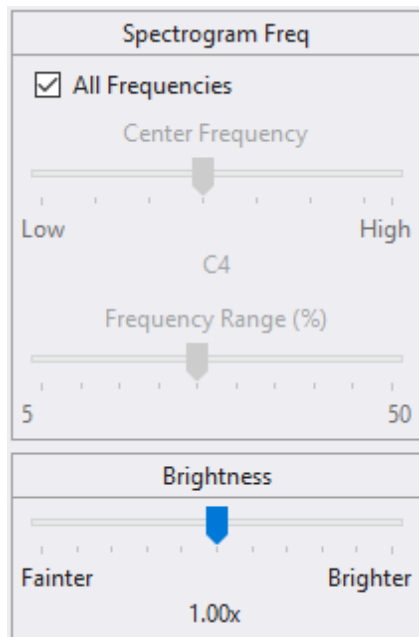 Spectrogram Freq
All Frequencies
Center Frequency
Low High
C4
Frequency Range (%)
5 50
Brightness
Fainter Brighter
1.00x